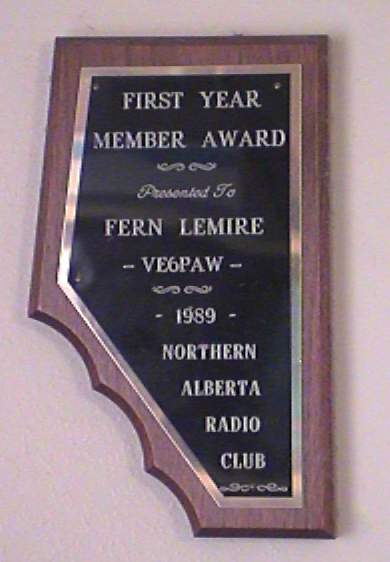 FIRST YEAR
MEMBER AWARD
Presented To
FERN LEMIRE
- VE6PAW -
- 1989 -
NORTHERN
ALBERTA
RADIO
CLUB